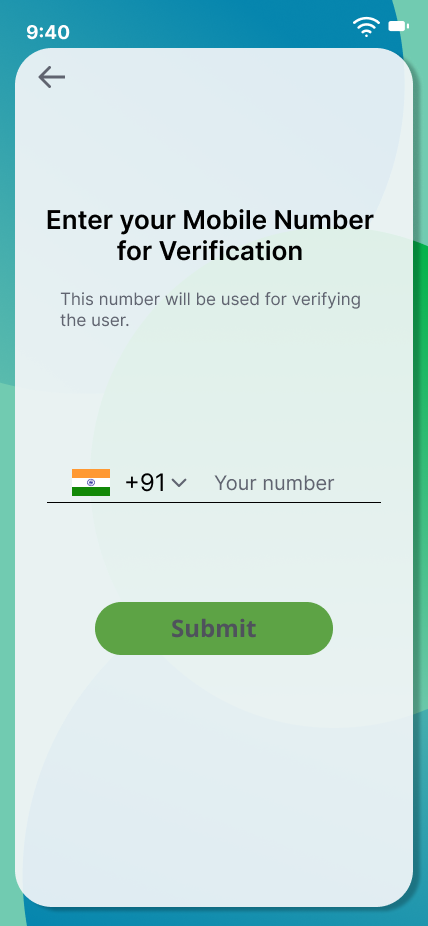 9:40
Enter your Mobile Number
for Verification
This number will be used for verifying
the user.
+91 Your number
Submit